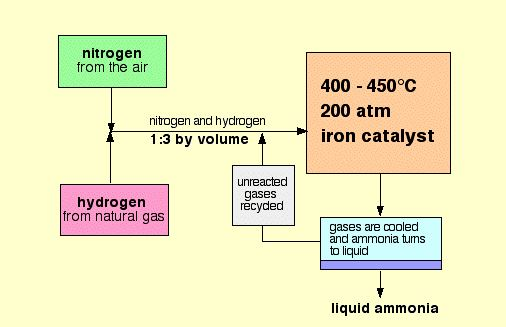 nitrogen
from the air
400 - 450°C
200 atm
iron catalyst
nitrogen and hydrogen
1:3 by volume
hydrogen
from natural gas
unreacted
gases
recycled
gases are cooled
and ammonia turns
to liquid
liquid ammonia